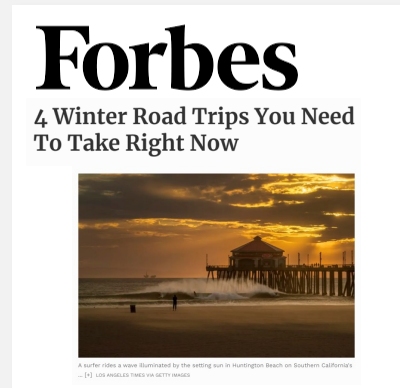 Forbes
4 Winter Road Trips You Need
To Take Right Now
A surfer rides a wave illuminated by the setting sun in Huntington Beach on Southern California's
... [+] LOS ANGELES TIMES VIA GETTY IMAGES